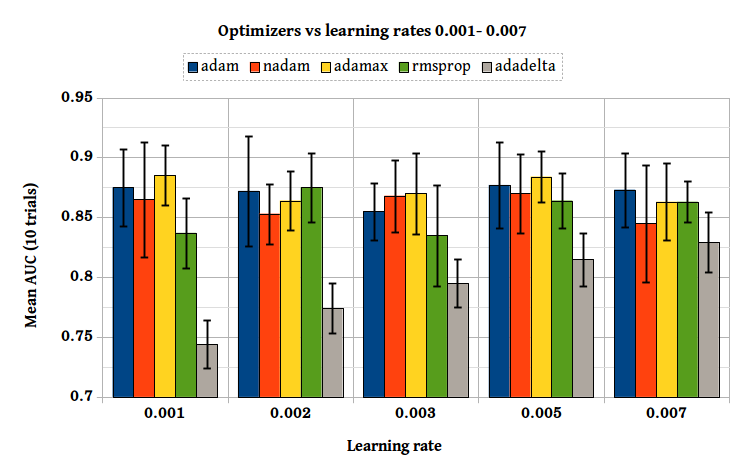 Optimizers vs learning rates 0.001- 0.007
adam nadam adamax rmsprop adadelta
0.95
0.9
0.85
0.8
0.75
0.7
Mean AUC (10 trials)
0.001 0.002 0.003 0.005 0.007
Learning rate